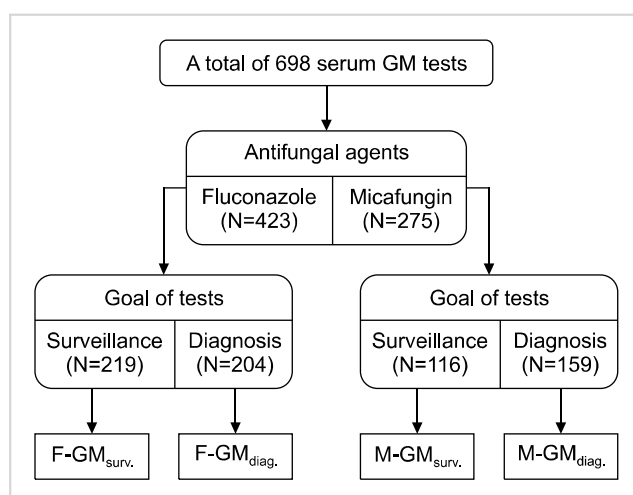 A total of 698 serum GM tests
Antifungal agents
Fluconazole Micafungin
(N=423) (N=275)
Goal of tests Goal of tests
Surveillance Diagnosis Surveillance Diagnosis
(N=219) (N=204) (N=116) (N=159)
F-GMsurv. F-GMdiag. M-GMsurv. M-GMdiag.